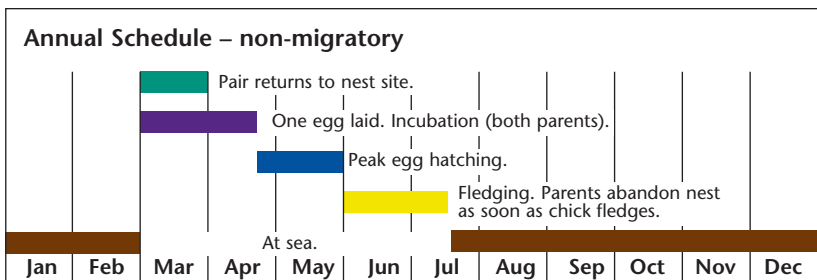 Annual Schedule – non-migratory
Pair returns to nest site.
One egg laid. Incubation (both parents).
Peak egg hatching.
Fledging. Parents abandon nest
as soon as chick fledges.
At sea.
Jan Feb Mar Apr May Jun Jul Aug Sep Oct Nov Dec